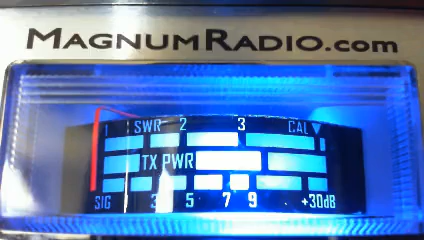 MAGNUMRADIO.com
1 SWR 2 3 CAL
TX PWR
SIG 3 5 7 9 +30dB